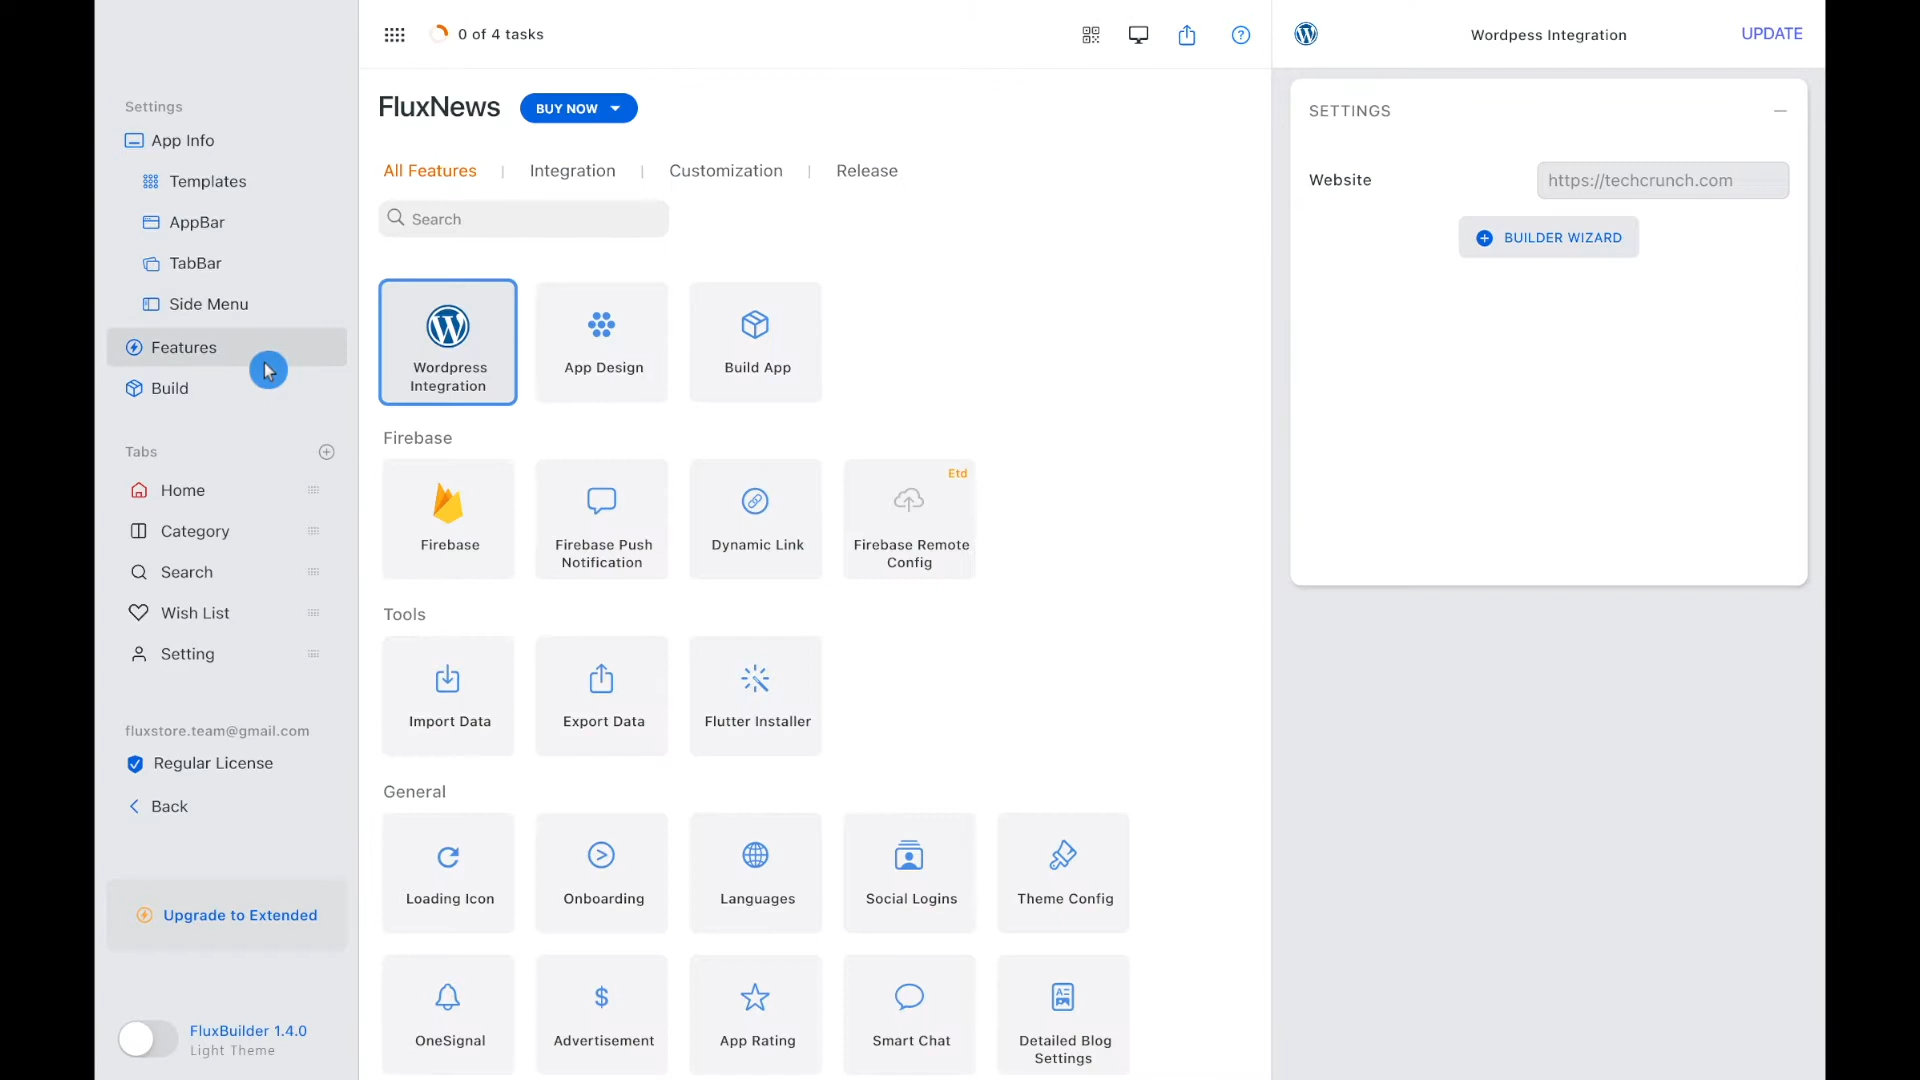 Settings
App Info
Templates
AppBar
TabBar
Side Menu
Features
Build
Tabs
Home
Category
Search
Wish List
Setting
fluxstore.team@gmail.com
Regular License
Back
Upgrade to Extended
FluxBuilder 1.4.0
Light Theme
0 of 4 tasks
FluxNews
BUY NOW
All Features | Integration | Customization | Release
Search
Wordpress
Integration
App Design
Build App
Firebase
Firebase
Firebase Push
Notification
Dynamic Link
Etd
Firebase Remote
Config
Tools
Import Data
Export Data
Flutter Installer
General
Loading Icon
Onboarding
Languages
Social Logins
Theme Config
OneSignal
$
Advertisement
App Rating
Smart Chat
Detailed Blog
Settings
Wordpess Integration
UPDATE
SETTINGS
Website
https://techcrunch.com
BUILDER WIZARD